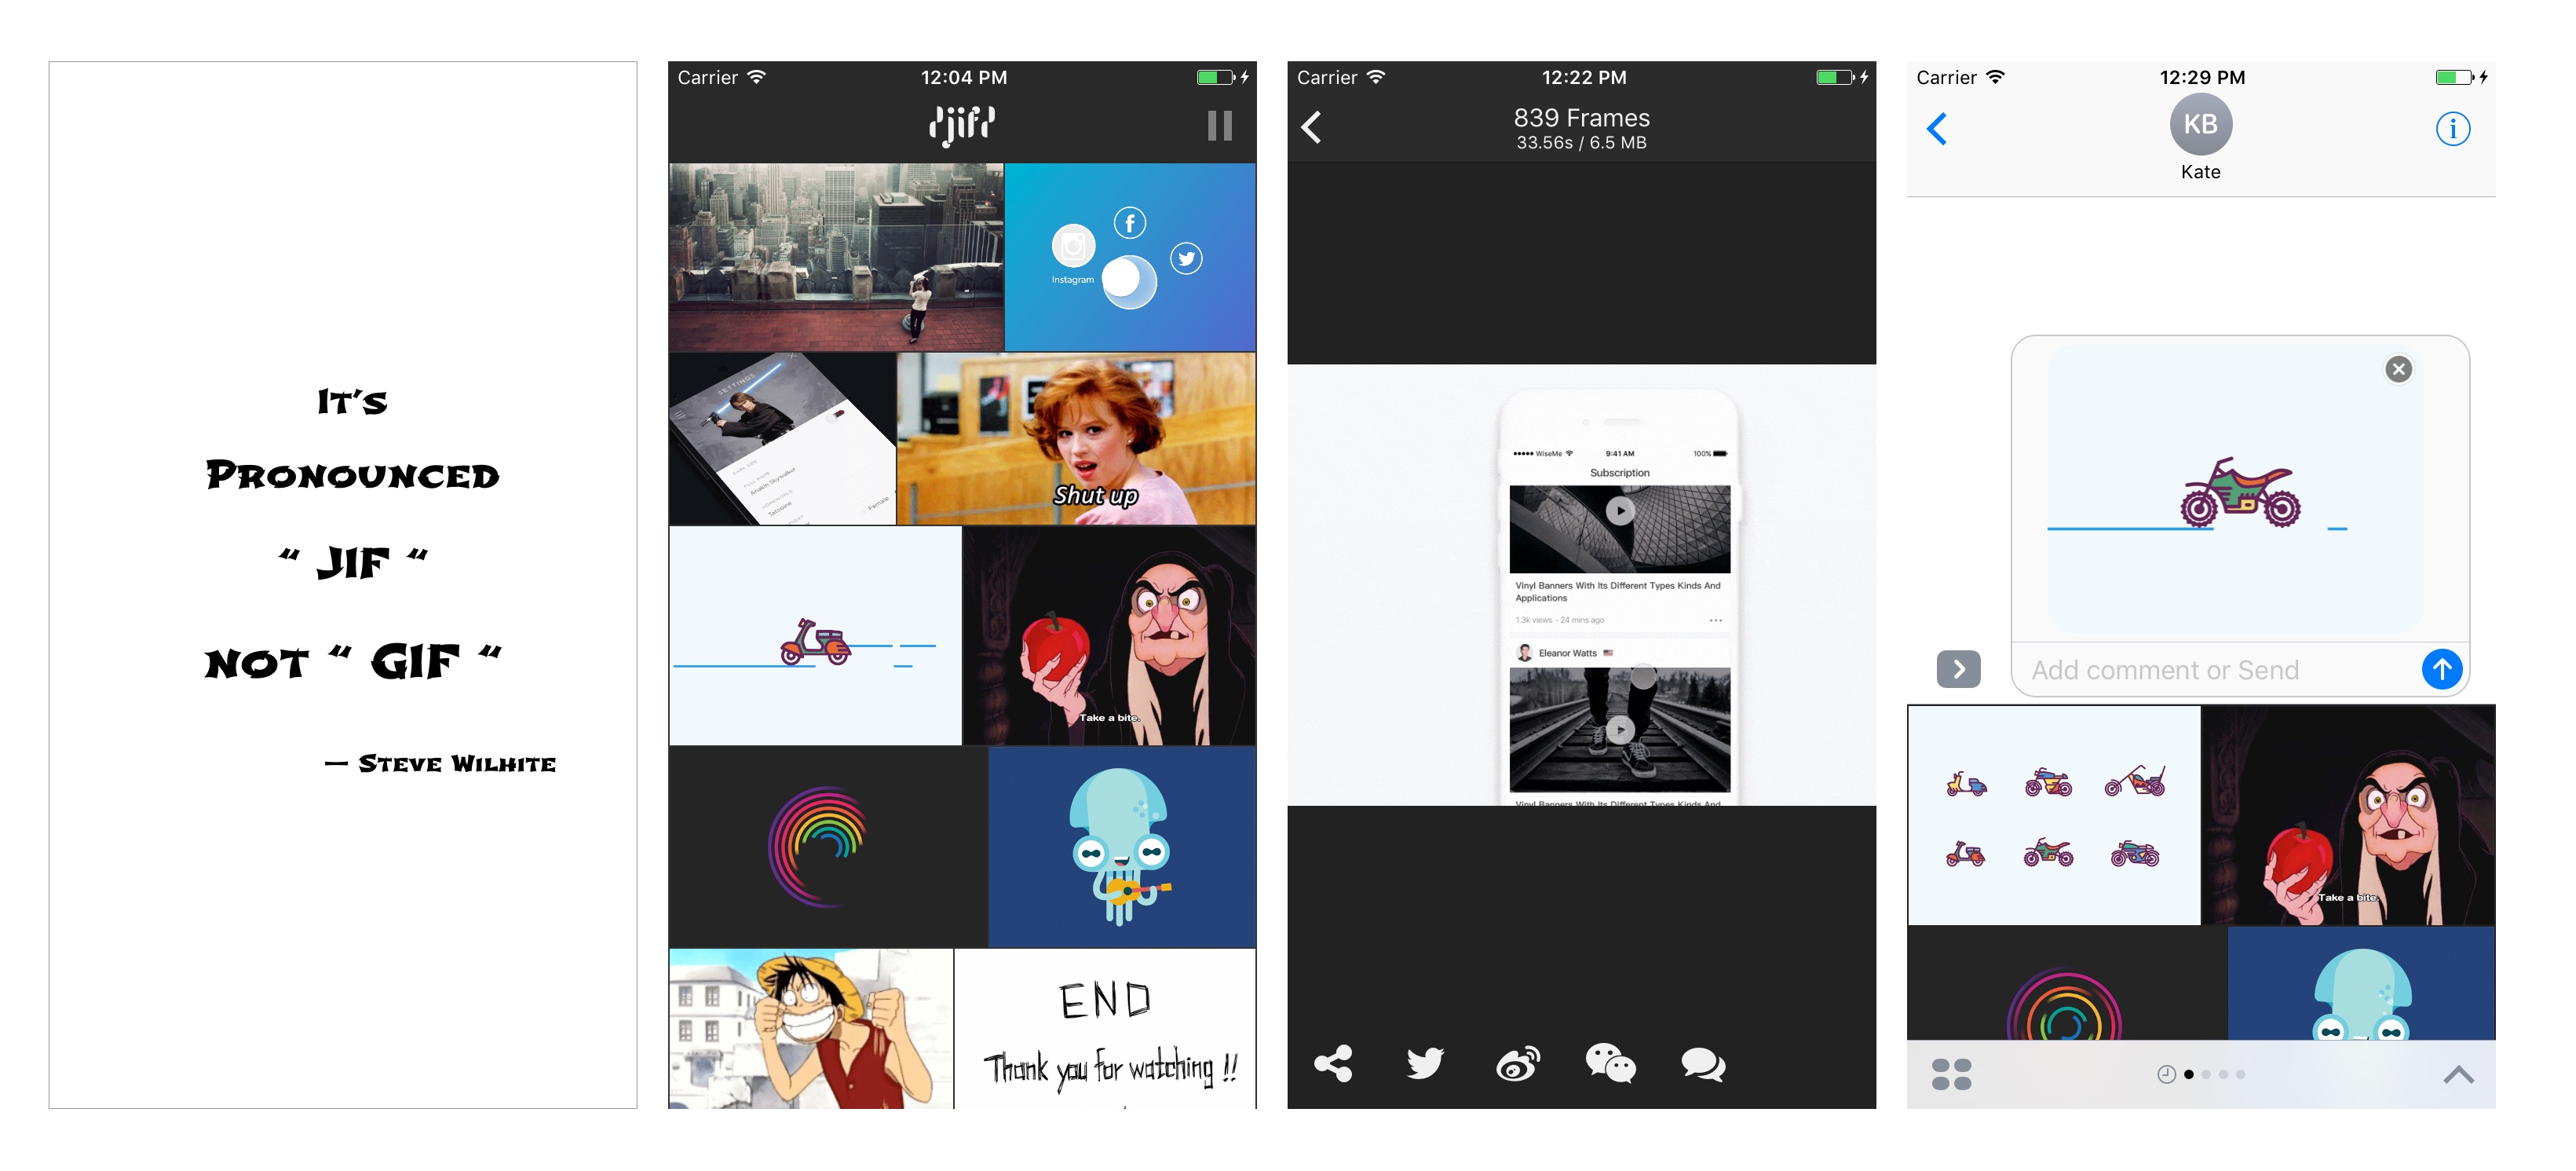 It's
Pronounced
“ JIF “
not “ GIF “
— Steve Wilhite
Carrier
12:04 PM
jif
Instagram
SETTINGS
Anakin Skywalker
Tatooine
Female
Shut up
Take a bite.
END
Thank you for watching !!
Carrier
12:22 PM
839 Frames
33.56s / 6.5 MB
WiseMe
9:41 AM
100%
Subscription
Vinyl Banners With Its Different Types Kinds And
Applications
1.3k views - 24 mins ago
Eleanor Watts
Vinyl Banners With Its Different Types Kinds And
Carrier
12:29 PM
KB
Kate
Add comment or Send
Take a bite.